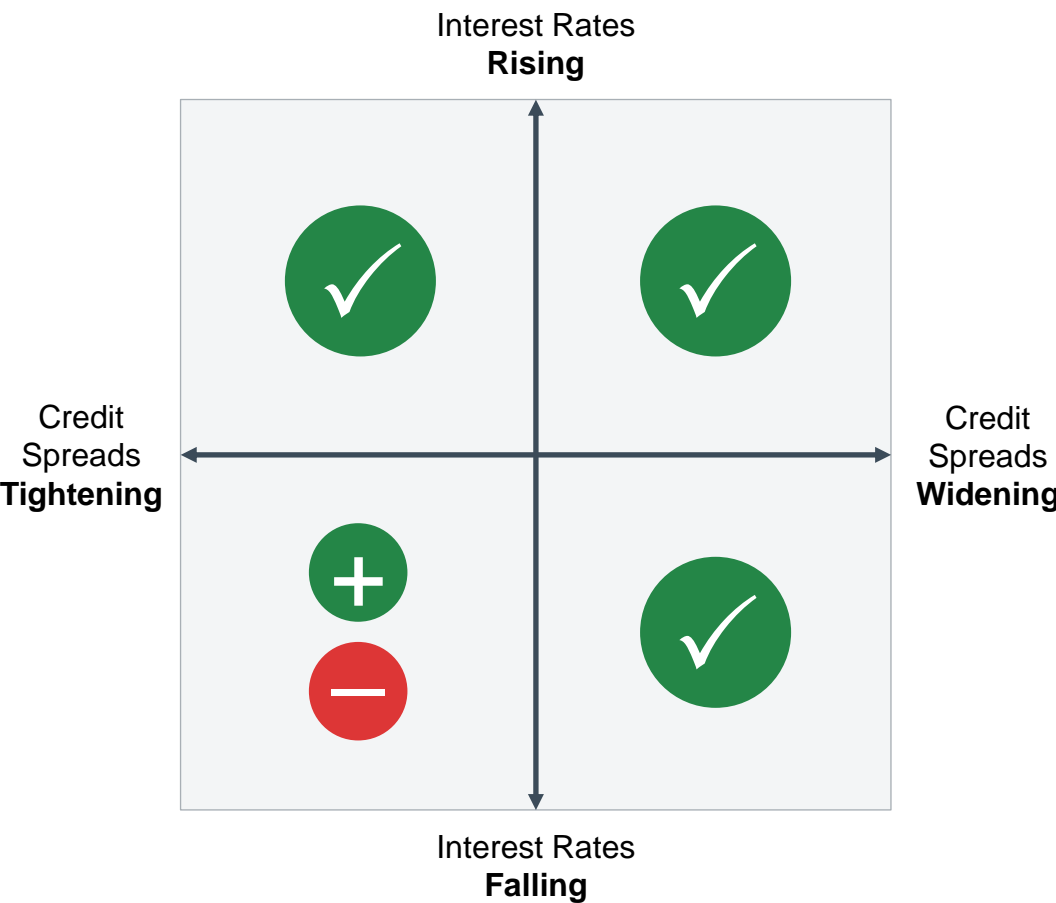 Interest Rates
Rising
Credit
Spreads
Tightening
Credit
Spreads
Widening
Interest Rates
Falling